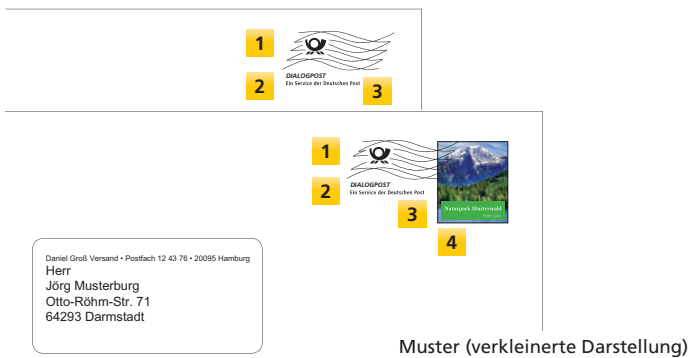 1
2
DIALOGPOST
Ein Service der Deutschen Post
3
1
2
DIALOGPOST
Ein Service der Deutschen Post
3
Naturpark Musterwald
Natur pur
4
Daniel Groß Versand • Postfach 12 43 76 • 20095 Hamburg
Herr
Jörg Musterburg
Otto-Röhm-Str. 71
64293 Darmstadt
Muster (verkleinerte Darstellung)